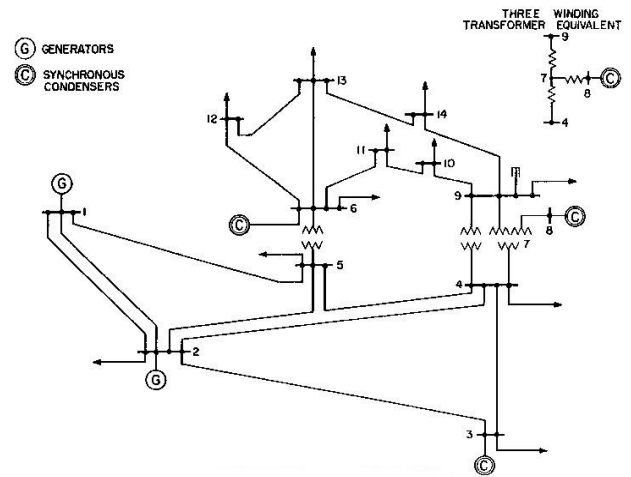 THREE WINDING
TRANSFORMER EQUIVALENT
9
7
C
8
4
G GENERATORS
C SYNCHRONOUS
CONDENSERS
13
12
14
11
10
G
1
9
6
C
C
8
7
5
4
2
G
3
C